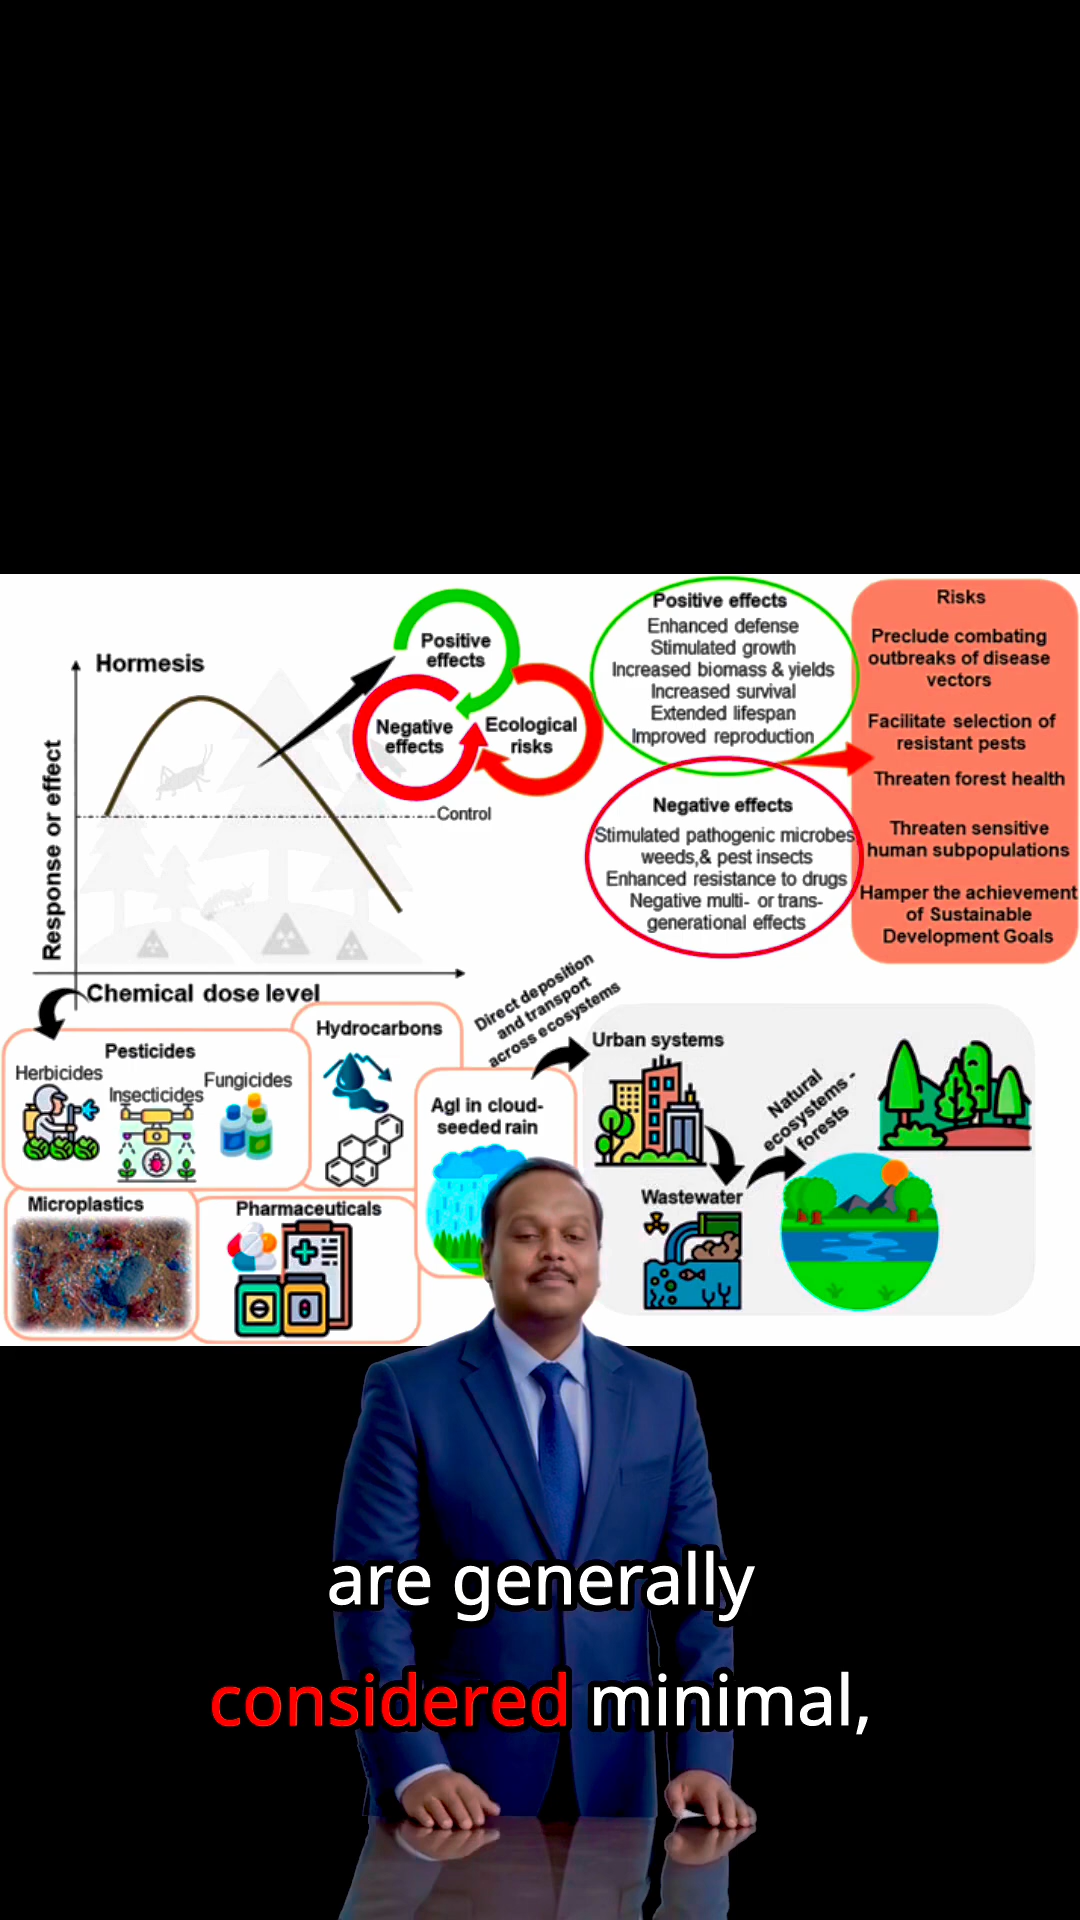 Hormesis
Response or effect
Control
Chemical dose level
Positive
effects
Negative
effects
Ecological
risks
Positive effects
Enhanced defense
Stimulated growth
Increased biomass & yields
Increased survival
Extended lifespan
Improved reproduction
Negative effects
Stimulated pathogenic microbes
weeds,& pest insects
Enhanced resistance to drugs
Negative multi- or trans-
generational effects
Risks
Preclude combating
outbreaks of disease
vectors
Facilitate selection of
resistant pests
Threaten forest health
Threaten sensitive
human subpopulations
Hamper the achievement
of Sustainable
Development Goals
Pesticides
Herbicides
Insecticides
Fungicides
Hydrocarbons
AgI in cloud-
seeded rain
Microplastics
Pharmaceuticals
Direct deposition
and transport
across ecosystems
Urban systems
Wastewater
Natural
ecosystems -
forests
are generally
considered minimal,